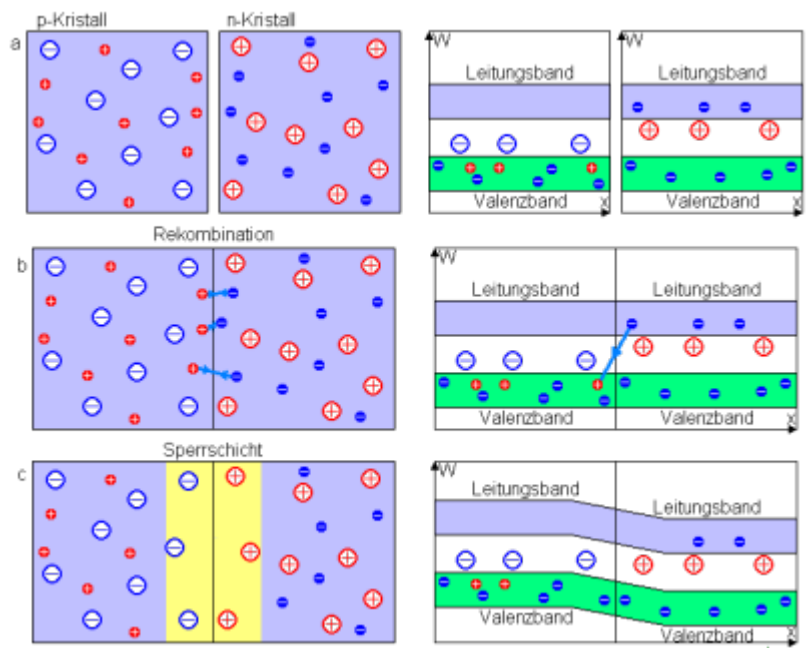 p-Kristall
n-Kristall
a
W
W
Leitungsband
Leitungsband
Valenzband
x
Valenzband
x
Rekombination
b
W
Leitungsband
Leitungsband
Valenzband
Valenzband
x
Sperrschicht
c
W
Leitungsband
Leitungsband
Valenzband
Valenzband
x